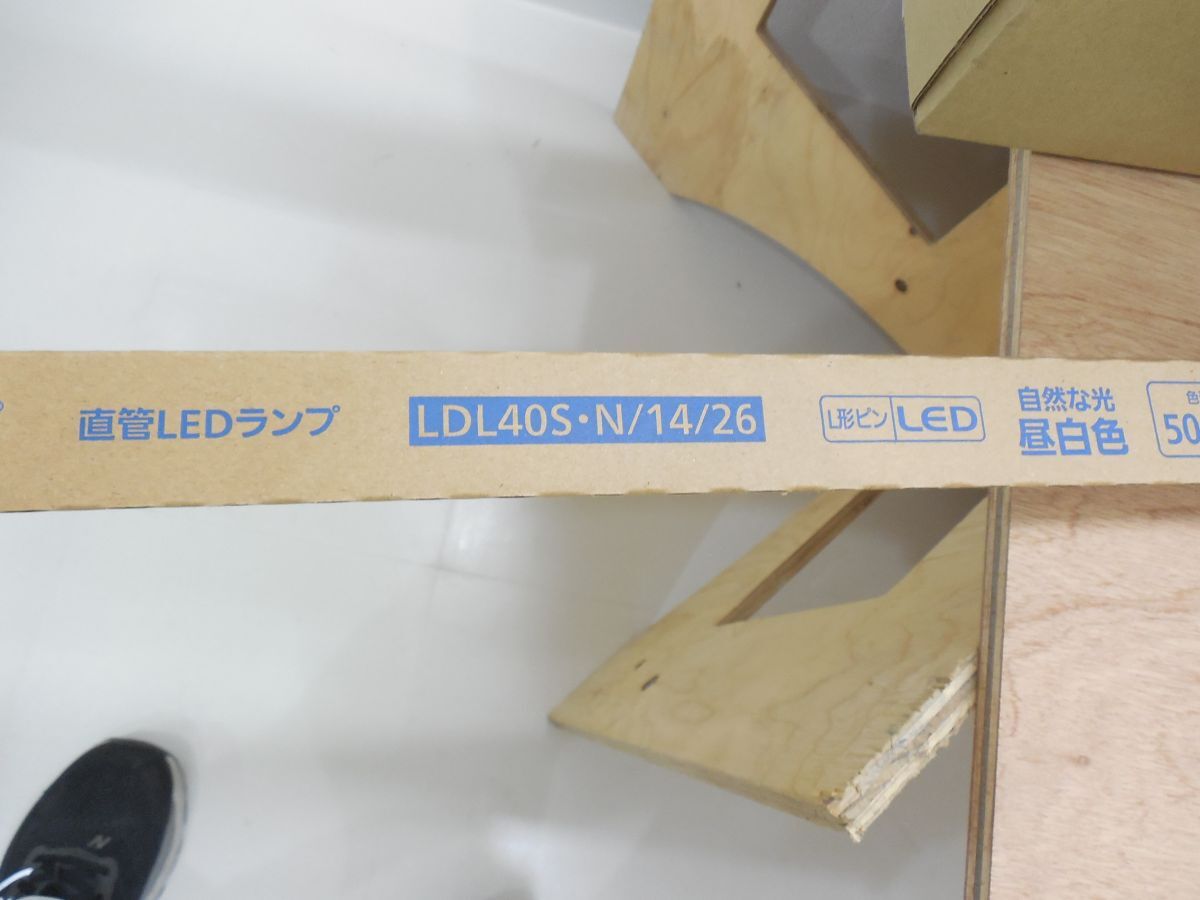 直管LEDランプ
LDL40S・N/14/26
L形ピン LED
自然な光
昼白色
色
50
N